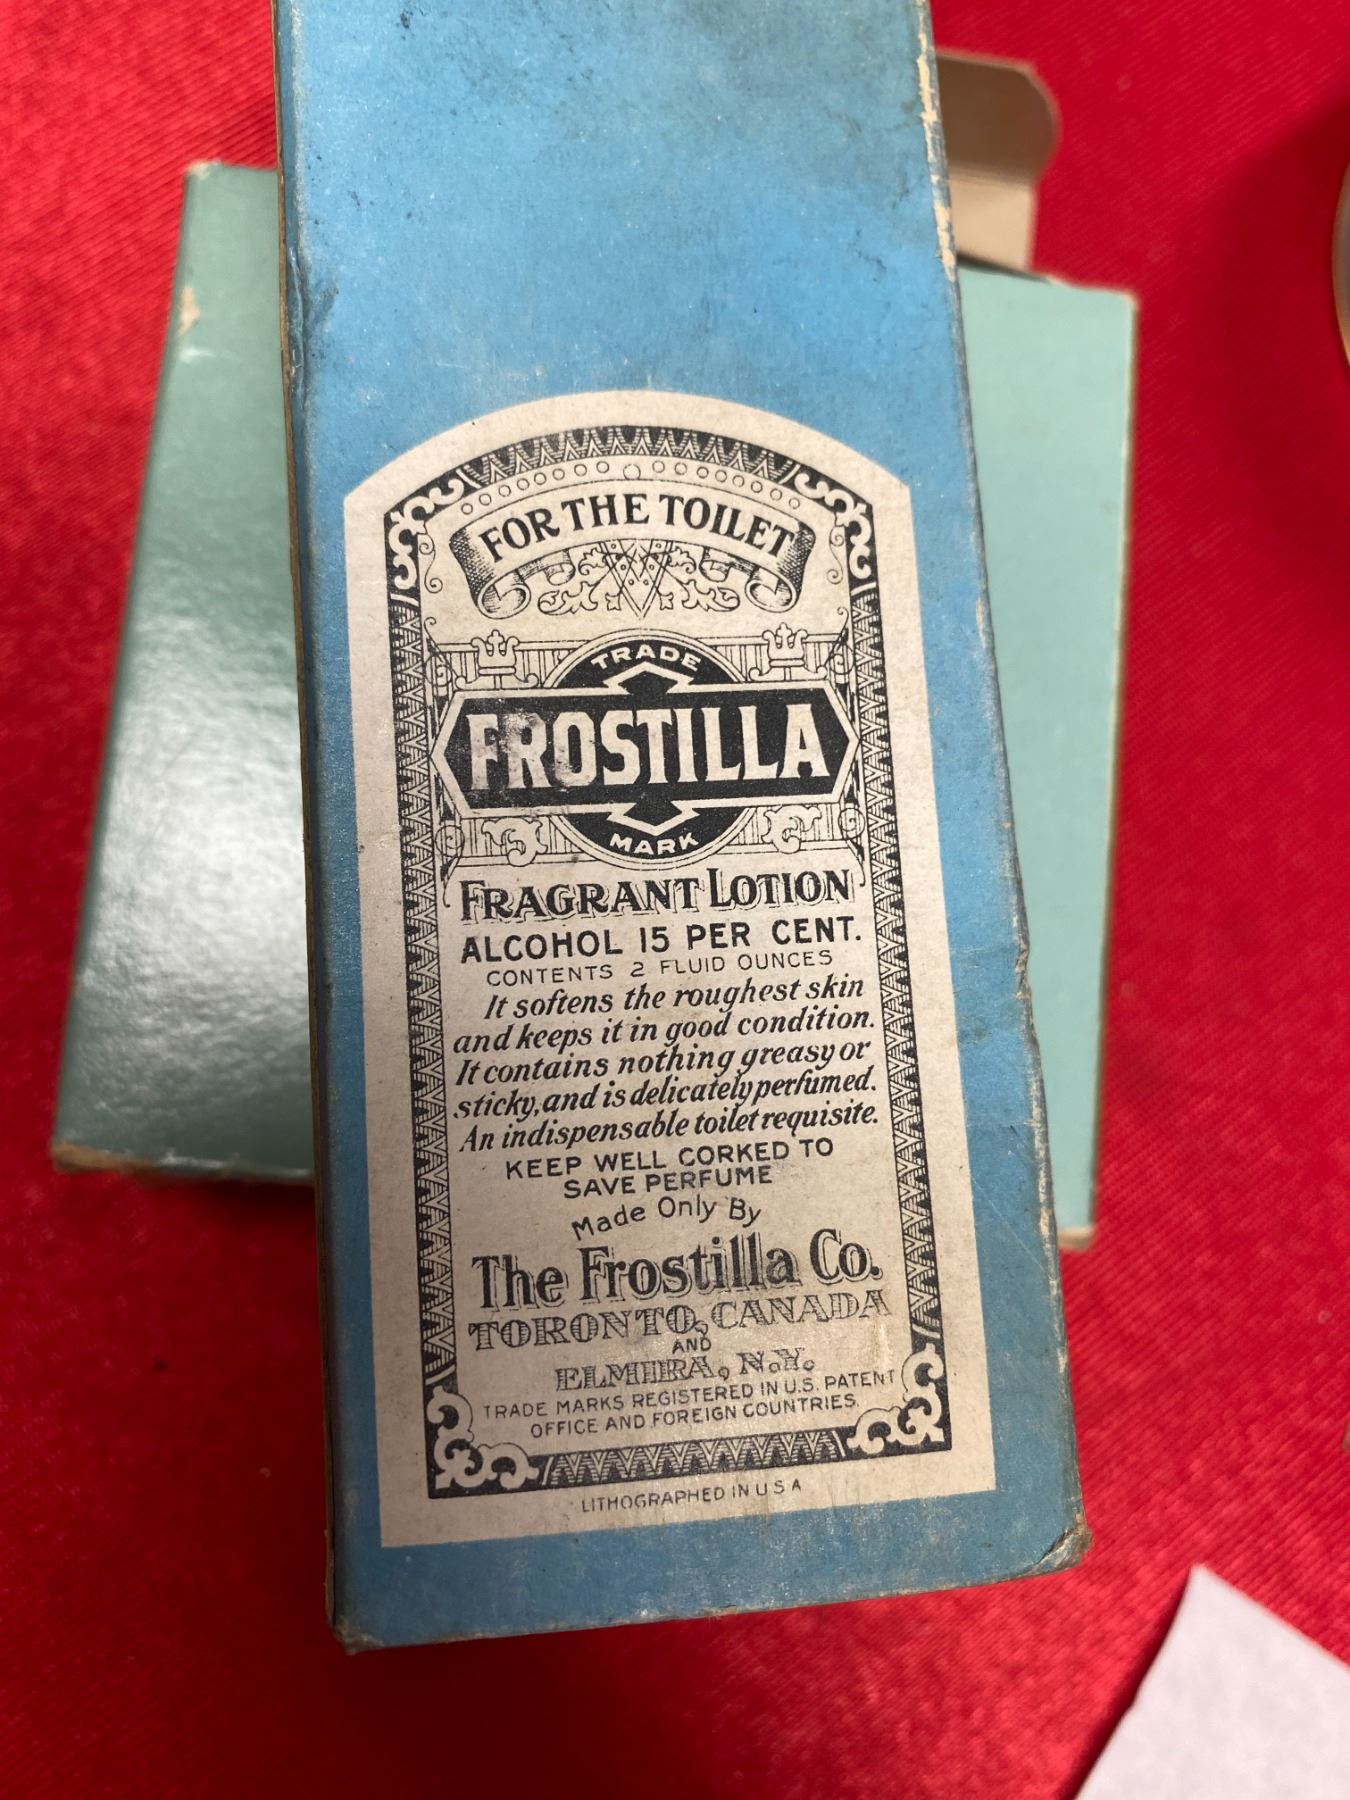 FOR THE TOILET
TRADE
FROSTILLA
MARK
FRAGRANT LOTION
ALCOHOL 15 PER CENT.
CONTENTS 2 FLUID OUNCES
It softens the roughest skin
and keeps it in good condition.
It contains nothing greasy or
sticky, and is delicately perfumed.
An indispensable toilet requisite.
KEEP WELL CORKED TO
SAVE PERFUME
Made Only By
The Frostilla Co.
TORONTO, CANADA
AND
ELMIRA, N.Y.
TRADE MARKS REGISTERED IN U.S. PATENT
OFFICE AND FOREIGN COUNTRIES.
LITHOGRAPHED IN U S A